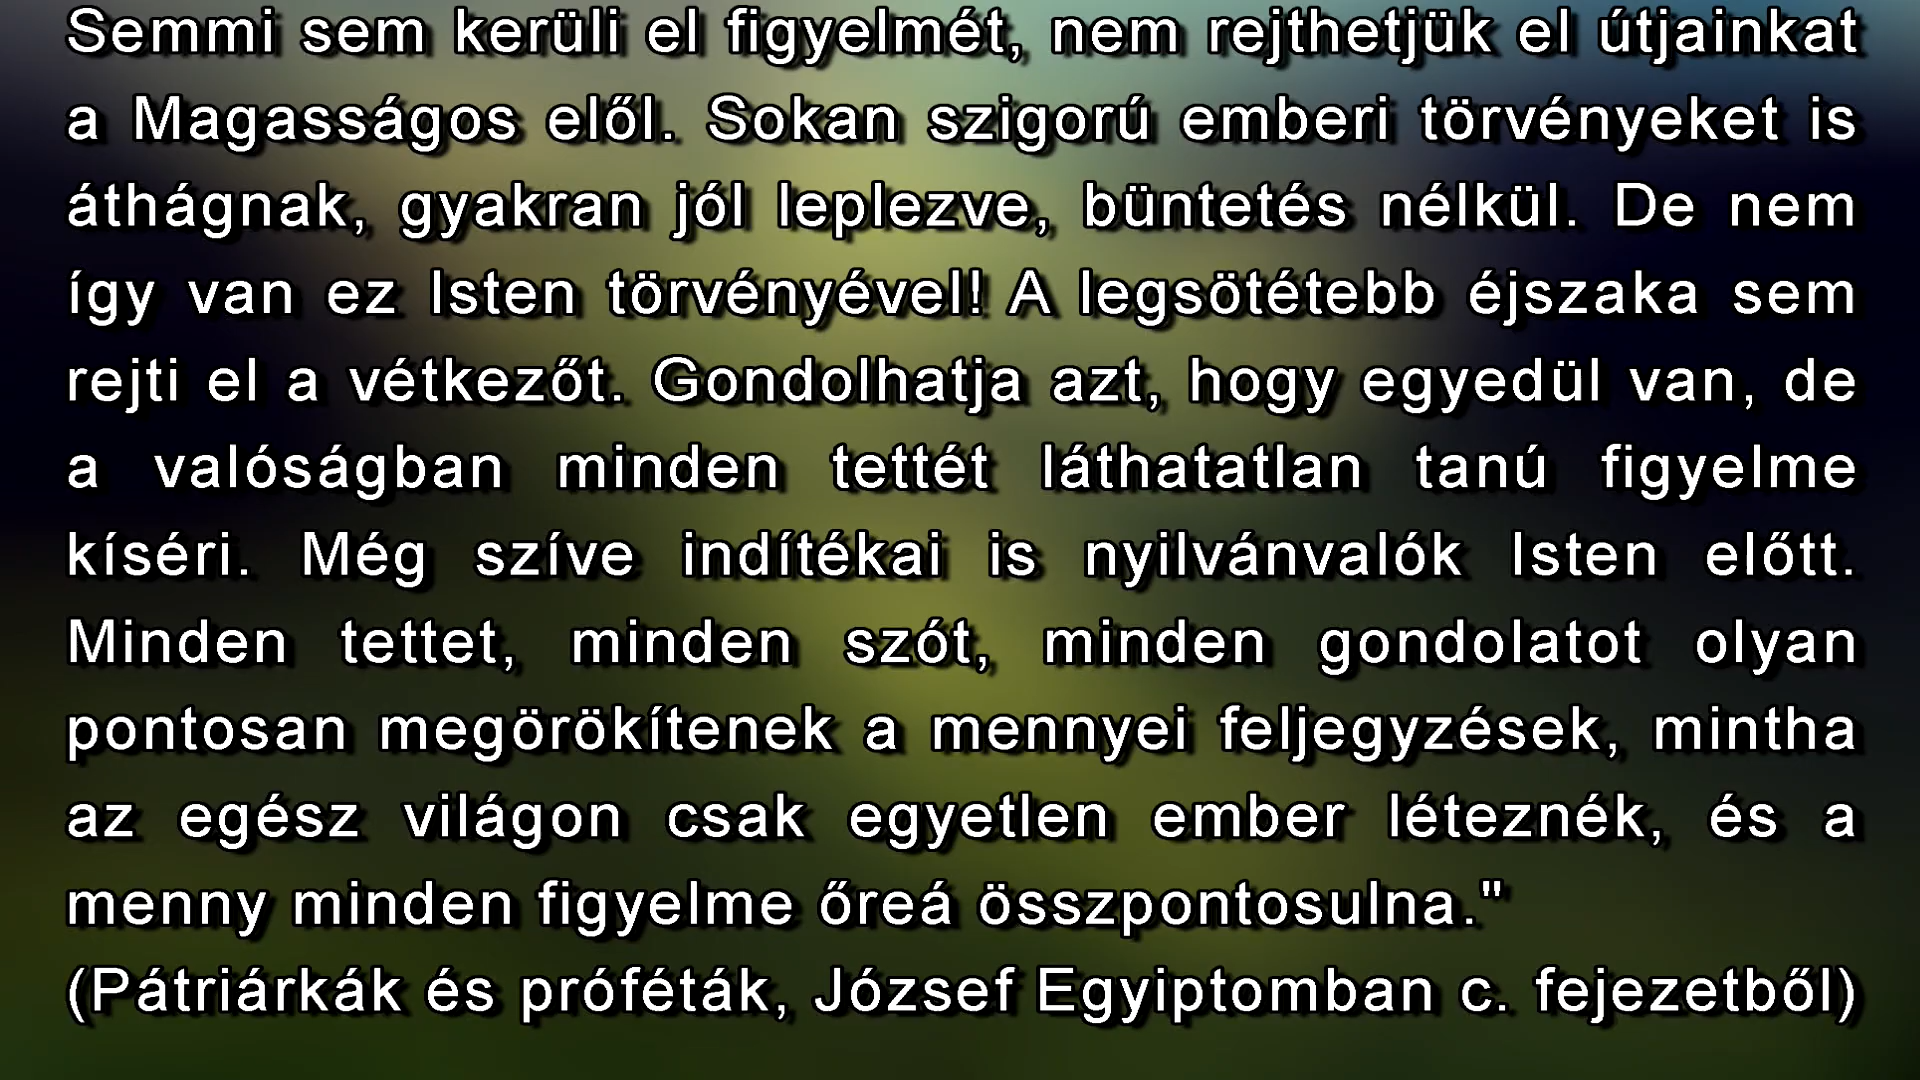 Semmi sem kerüli el figyelmét, nem rejthetjük el útjainkat
a Magasságos elől. Sokan szigorú emberi törvényeket is
áthágnak, gyakran jól leplezve, büntetés nélkül. De nem
így van ez Isten törvényével! A legsötétebb éjszaka sem
rejti el a vétkezőt. Gondolhatja azt, hogy egyedül van, de
a valóságban minden tettét láthatatlan tanú figyelme
kíséri. Még szíve indítékai is nyilvánvalók Isten előtt.
Minden tettet, minden szót, minden gondolatot olyan
pontosan megörökítenek a mennyei feljegyzések, mintha
az egész világon csak egyetlen ember léteznék, és a
menny minden figyelme őreá összpontosulna."
(Pátriárkák és próféták, József Egyiptomban c. fejezetből)